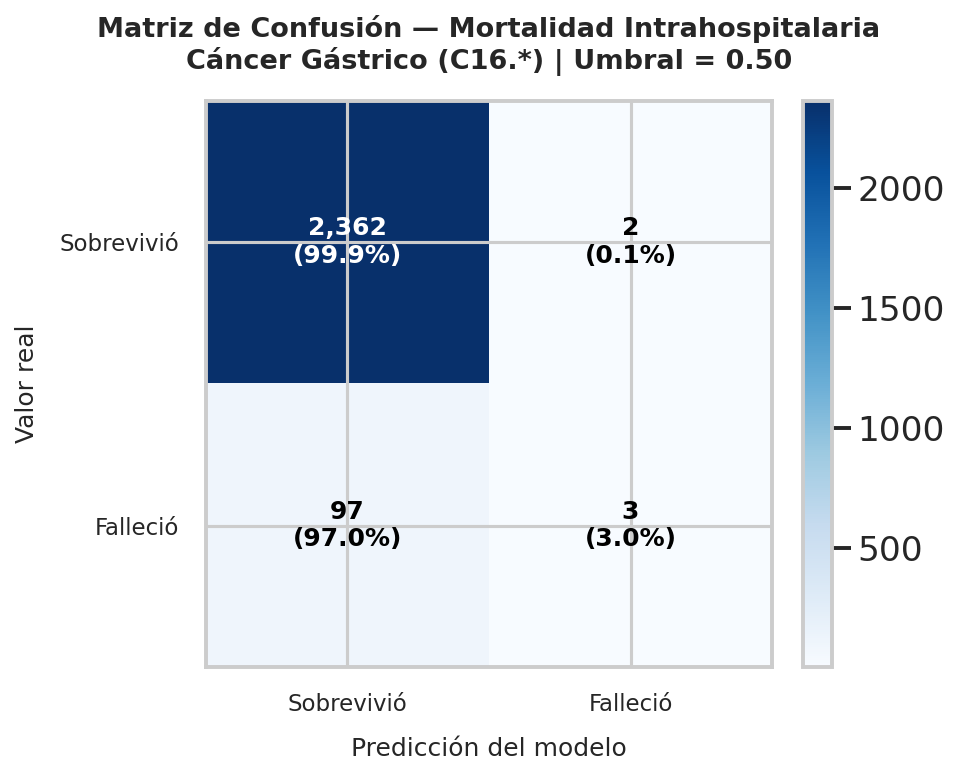 Matriz de Confusión — Mortalidad Intrahospitalaria
Cáncer Gástrico (C16.*) | Umbral = 0.50
Valor real
Sobrevivió
2,362
(99.9%)
2
(0.1%)
Falleció
97
(97.0%)
3
(3.0%)
Sobrevivió
Falleció
Predicción del modelo
2000
1500
1000
500